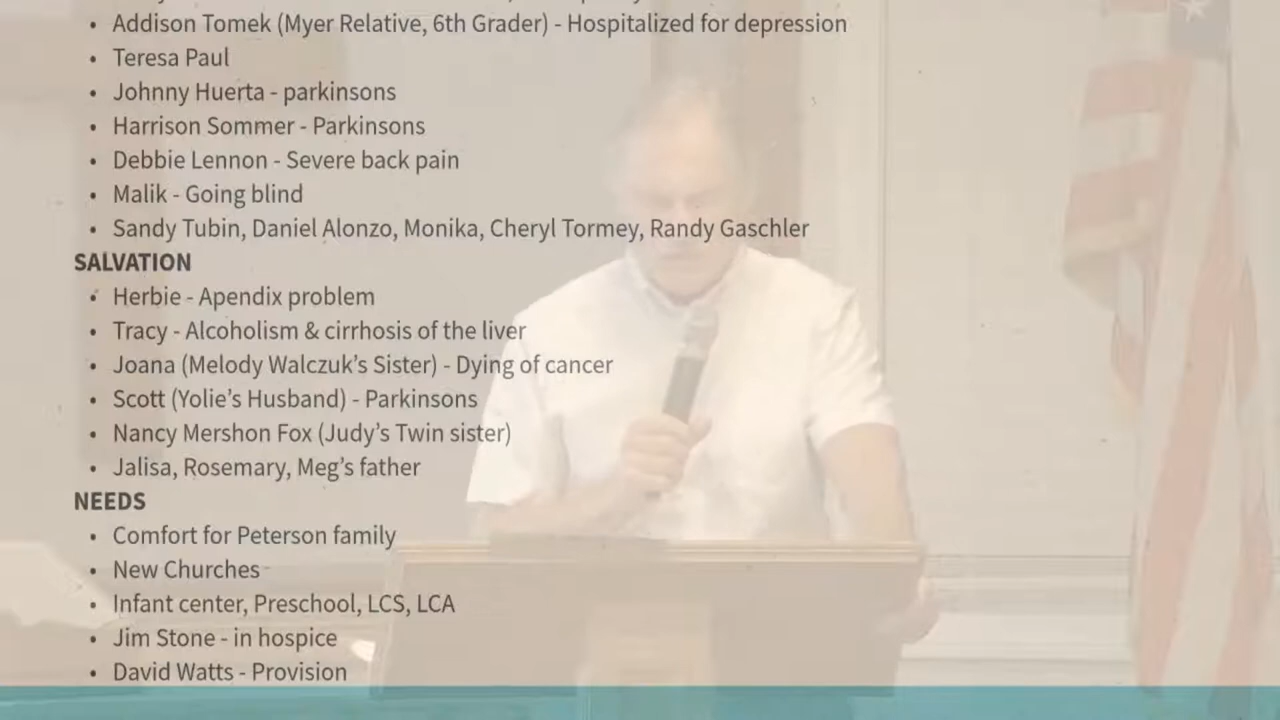 • Addison Tomek (Myer Relative, 6th Grader) - Hospitalized for depression
• Teresa Paul
• Johnny Huerta - parkinsons
• Harrison Sommer - Parkinsons
• Debbie Lennon - Severe back pain
• Malik - Going blind
• Sandy Tubin, Daniel Alonzo, Monika, Cheryl Tormey, Randy Gaschler
SALVATION
• Herbie - Apendix problem
• Tracy - Alcoholism & cirrhosis of the liver
• Joana (Melody Walczuk’s Sister) - Dying of cancer
• Scott (Yolie’s Husband) - Parkinsons
• Nancy Mershon Fox (Judy’s Twin sister)
• Jalisa, Rosemary, Meg’s father
NEEDS
• Comfort for Peterson family
• New Churches
• Infant center, Preschool, LCS, LCA
• Jim Stone - in hospice
• David Watts - Provision